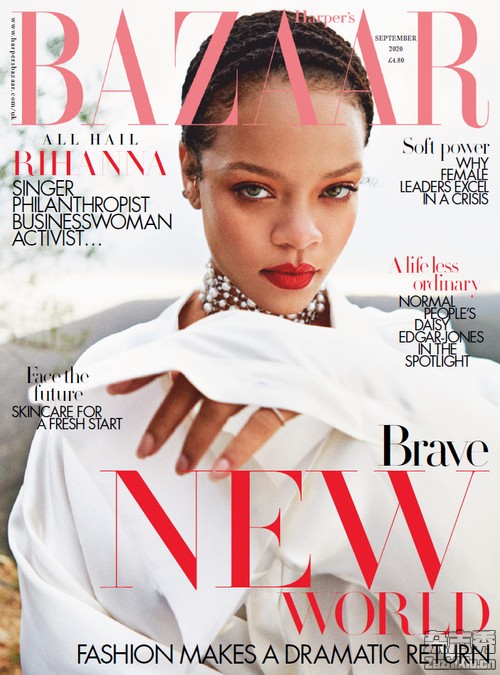 Harper's
BAZAAR
www.harpersbazaar.com/uk
SEPTEMBER
2020
£4.80
ALL HAIL
RIHANNA
SINGER
PHILANTHROPIST
BUSINESSWOMAN
ACTIVIST...
Soft power
WHY
FEMALE
LEADERS EXCEL
IN A CRISIS
A life less
ordinary
NORMAL
PEOPLE'S
DAISY
EDGAR-JONES
IN THE
SPOTLIGHT
Face the
future
SKINCARE FOR
A FRESH START
Brave
NEW
WORLD
FASHION MAKES A DRAMATIC RETURN